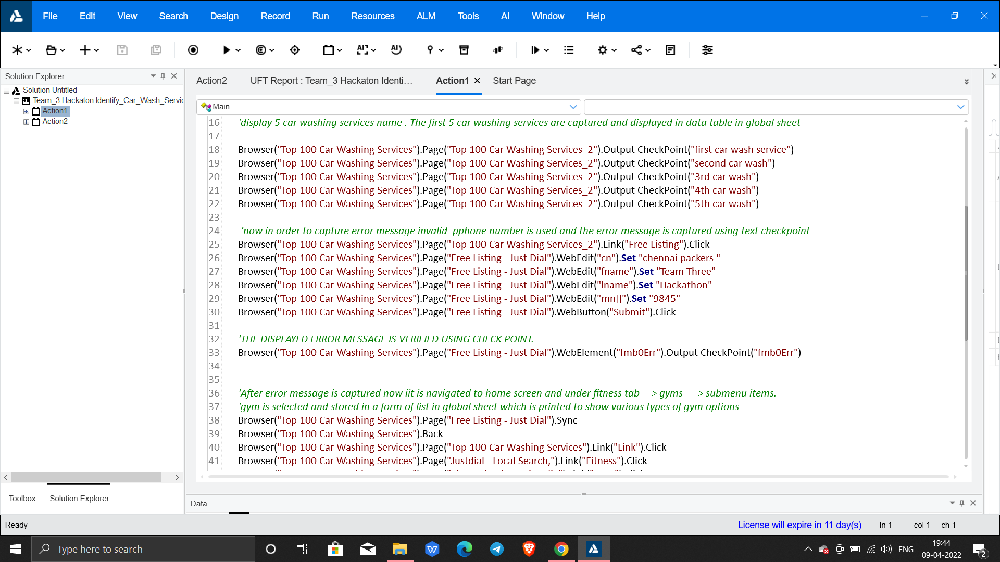 File Edit View Search Design Record Run Resources ALM Tools AI Window Help
Solution Explorer
Solution Untitled
Team_3 Hackaton Identify_Car_Wash_Servic
Action1
Action2
Action2 UFT Report : Team_3 Hackaton Identi... Action1 Start Page
Main
16 'display 5 car washing services name . The first 5 car washing services are captured and displayed in data table in global sheet
17
18 Browser("Top 100 Car Washing Services").Page("Top 100 Car Washing Services_2").Output CheckPoint("first car wash service")
19 Browser("Top 100 Car Washing Services").Page("Top 100 Car Washing Services_2").Output CheckPoint("second car wash")
20 Browser("Top 100 Car Washing Services").Page("Top 100 Car Washing Services_2").Output CheckPoint("3rd car wash")
21 Browser("Top 100 Car Washing Services").Page("Top 100 Car Washing Services_2").Output CheckPoint("4th car wash")
22 Browser("Top 100 Car Washing Services").Page("Top 100 Car Washing Services_2").Output CheckPoint("5th car wash")
23
24 'now in order to capture error message invalid  pphone number is used and the error message is captured using text checkpoint
25 Browser("Top 100 Car Washing Services").Page("Top 100 Car Washing Services_2").Link("Free Listing").Click
26 Browser("Top 100 Car Washing Services").Page("Free Listing - Just Dial").WebEdit("cn").Set "chennai packers "
27 Browser("Top 100 Car Washing Services").Page("Free Listing - Just Dial").WebEdit("fname").Set "Team Three"
28 Browser("Top 100 Car Washing Services").Page("Free Listing - Just Dial").WebEdit("lname").Set "Hackathon"
29 Browser("Top 100 Car Washing Services").Page("Free Listing - Just Dial").WebEdit("mn[]").Set "9845"
30 Browser("Top 100 Car Washing Services").Page("Free Listing - Just Dial").WebButton("Submit").Click
31
32 'THE DISPLAYED ERROR MESSAGE IS VERIFIED USING CHECK POINT.
33 Browser("Top 100 Car Washing Services").Page("Free Listing - Just Dial").WebElement("fmb0Err").Output CheckPoint("fmb0Err")
34
35
36 'After error message is captured now iit is navigated to home screen and under fitness tab ---> gyms ----> submenu items.
37 'gym is selected and stored in a form of list in global sheet which is printed to show various types of gym options
38 Browser("Top 100 Car Washing Services").Page("Free Listing - Just Dial").Sync
39 Browser("Top 100 Car Washing Services").Back
40 Browser("Top 100 Car Washing Services").Page("Top 100 Car Washing Services").Link("Link").Click
41 Browser("Top 100 Car Washing Services").Page("Justdial - Local Search,").Link("Fitness").Click
Toolbox Solution Explorer
Data
Ready License will expire in 11 day(s) ln 1 col 1 ch 1
Type here to search
ENG
19:44
09-04-2022
2